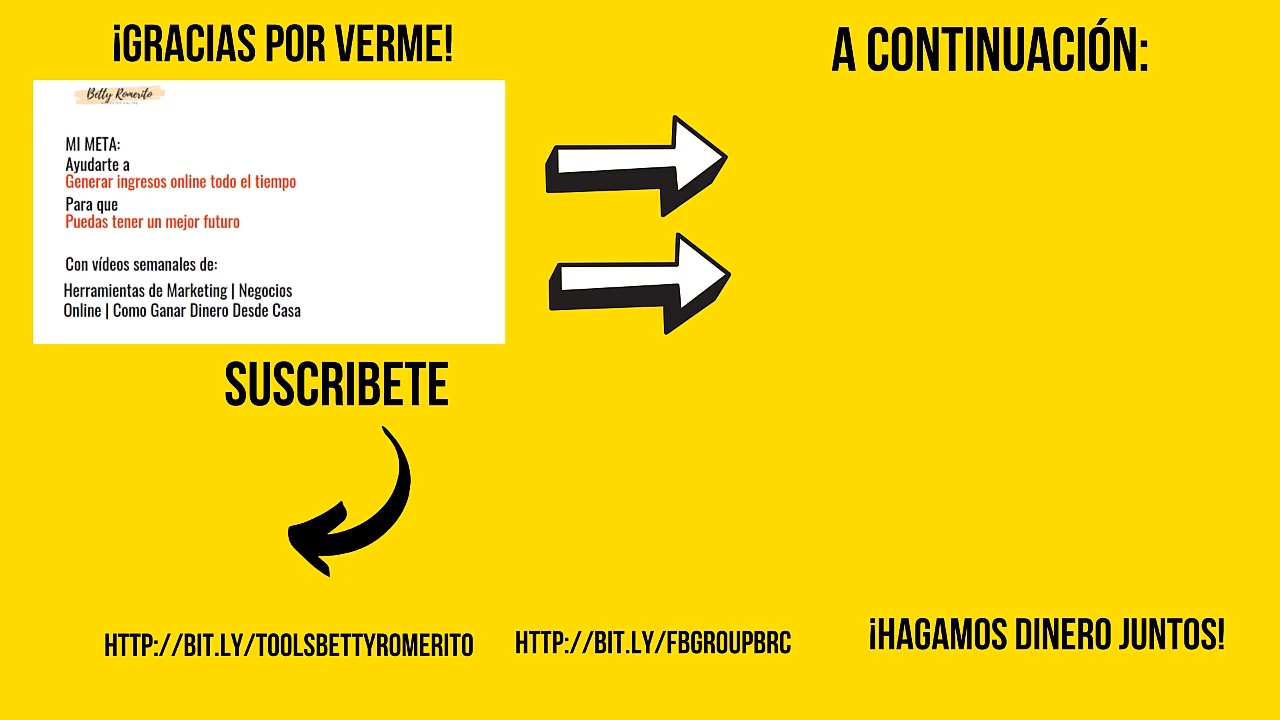 ¡GRACIAS POR VERME!
A CONTINUACIÓN:
Betty Romerito
MI META:
Ayudarte a
Generar ingresos online todo el tiempo
Para que
Puedas tener un mejor futuro
Con vídeos semanales de:
Herramientas de Marketing | Negocios
Online | Como Ganar Dinero Desde Casa
SUSCRIBETE
HTTP://BIT.LY/TOOLSBETTYROMERITO
HTTP://BIT.LY/FBGROUPBRC
¡HAGAMOS DINERO JUNTOS!